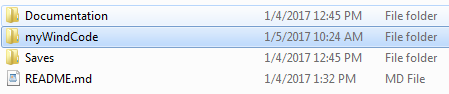 Documentation 1/4/2017 12:45 PM File folder
myWindCode 1/5/2017 10:24 AM File folder
Saves 1/4/2017 12:45 PM File folder
README.md 1/4/2017 1:32 PM MD File